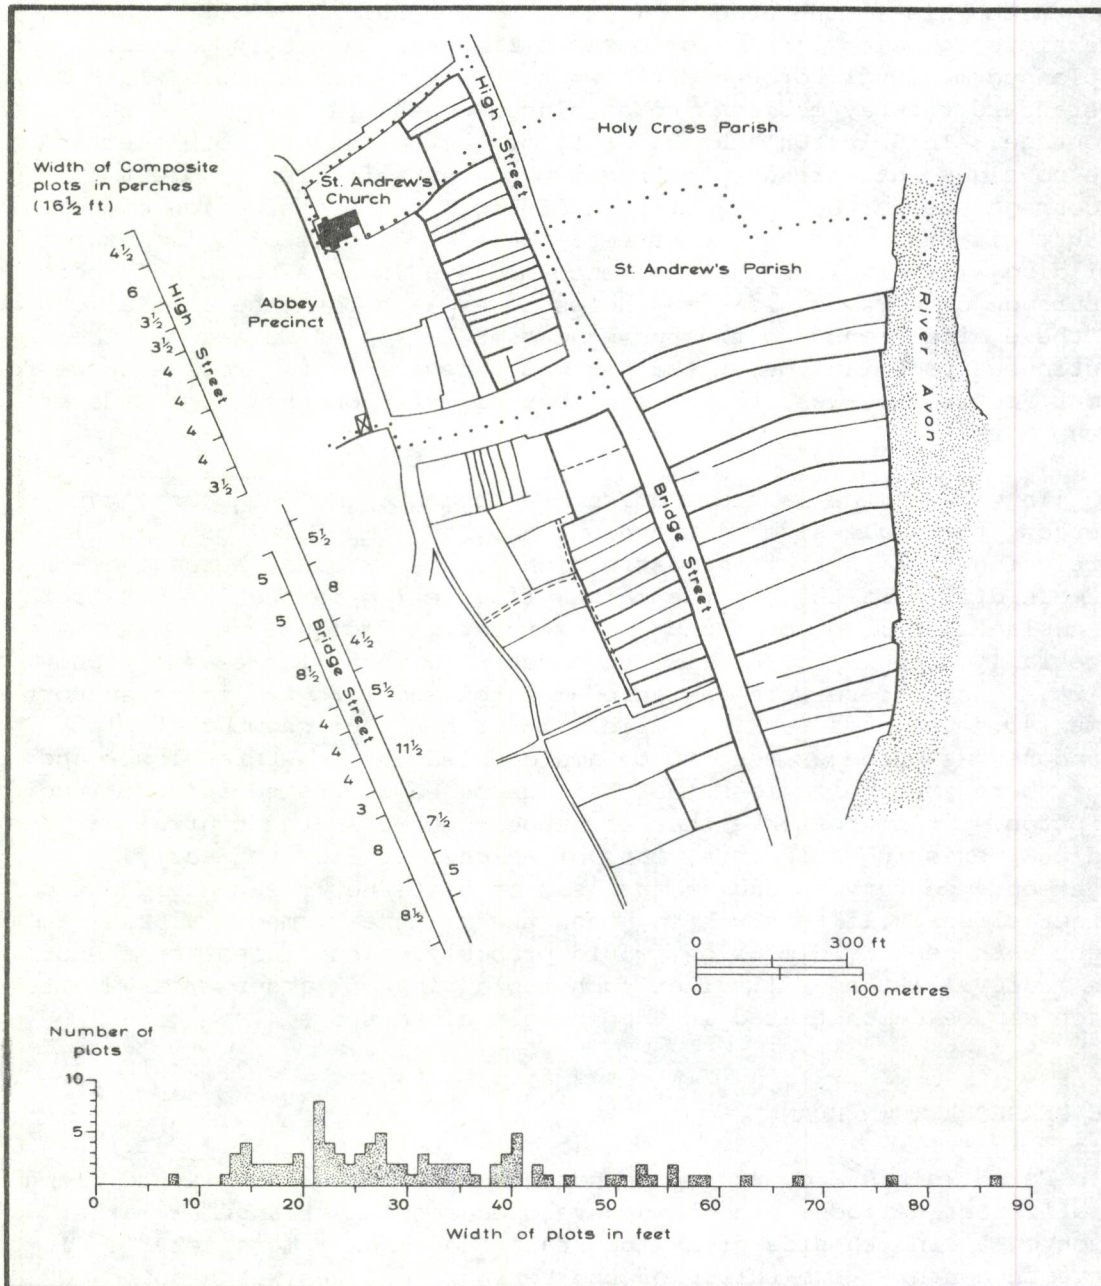 High
Street
Holy Cross Parish
Width of Composite
plots in perches
(16½ ft)
St. Andrew's
Church
St. Andrew's Parish
Abbey
Precinct
River Avon
4½
6
3½
3½
4
4
4
4
3½
High
Street
Bridge Street
5½
8
4½
5½
11½
7½
5
5
5
8½
4
4
4
3
8
8½
Bridge Street
0 300 ft
0 100 metres
Number of
plots
10
5
0 10 20 30 40 50 60 70 80 90
Width of plots in feet